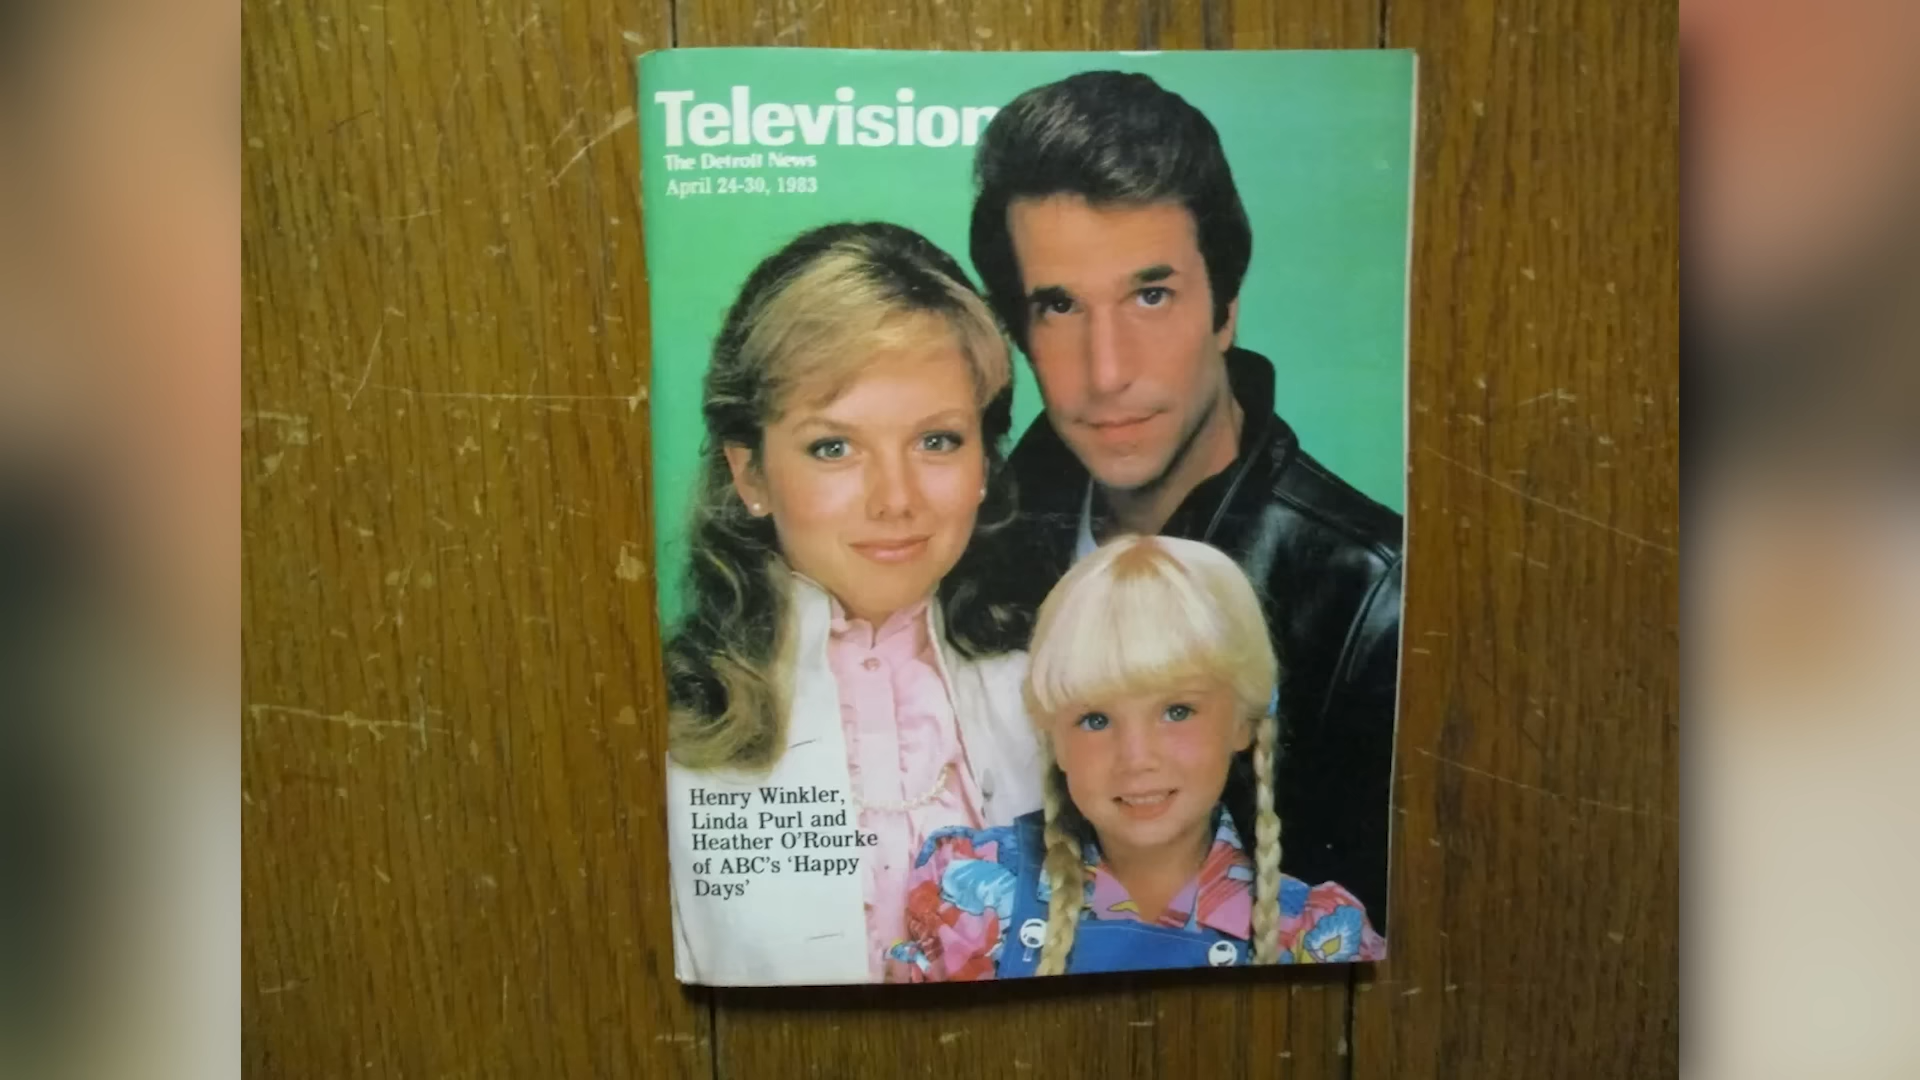 Television
The Detroit News
April 24-30, 1983
Henry Winkler,
Linda Purl and
Heather O'Rourke
of ABC's 'Happy
Days'